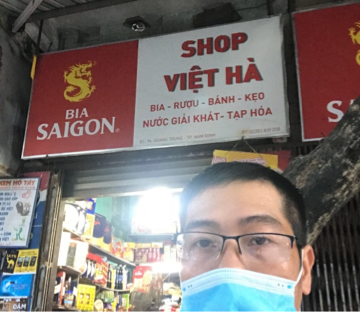 SHOP
VIỆT HÀ
BIA - RƯỢU - BÁNH - KẸO
NƯỚC GIẢI KHÁT- TẠP HÓA
BIA
SAIGON